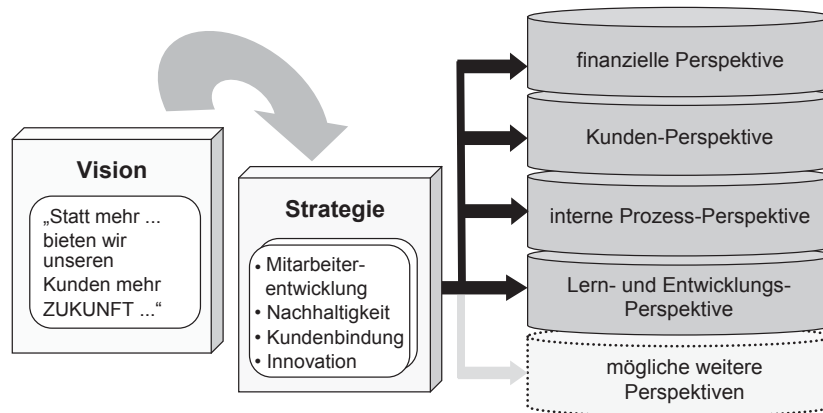 Vision
„Statt mehr ...
bieten wir
unseren
Kunden mehr
ZUKUNFT ...“
Strategie
• Mitarbeiter-
entwicklung
• Nachhaltigkeit
• Kundenbindung
• Innovation
finanzielle Perspektive
Kunden-Perspektive
interne Prozess-Perspektive
Lern- und Entwicklungs-
Perspektive
mögliche weitere
Perspektiven